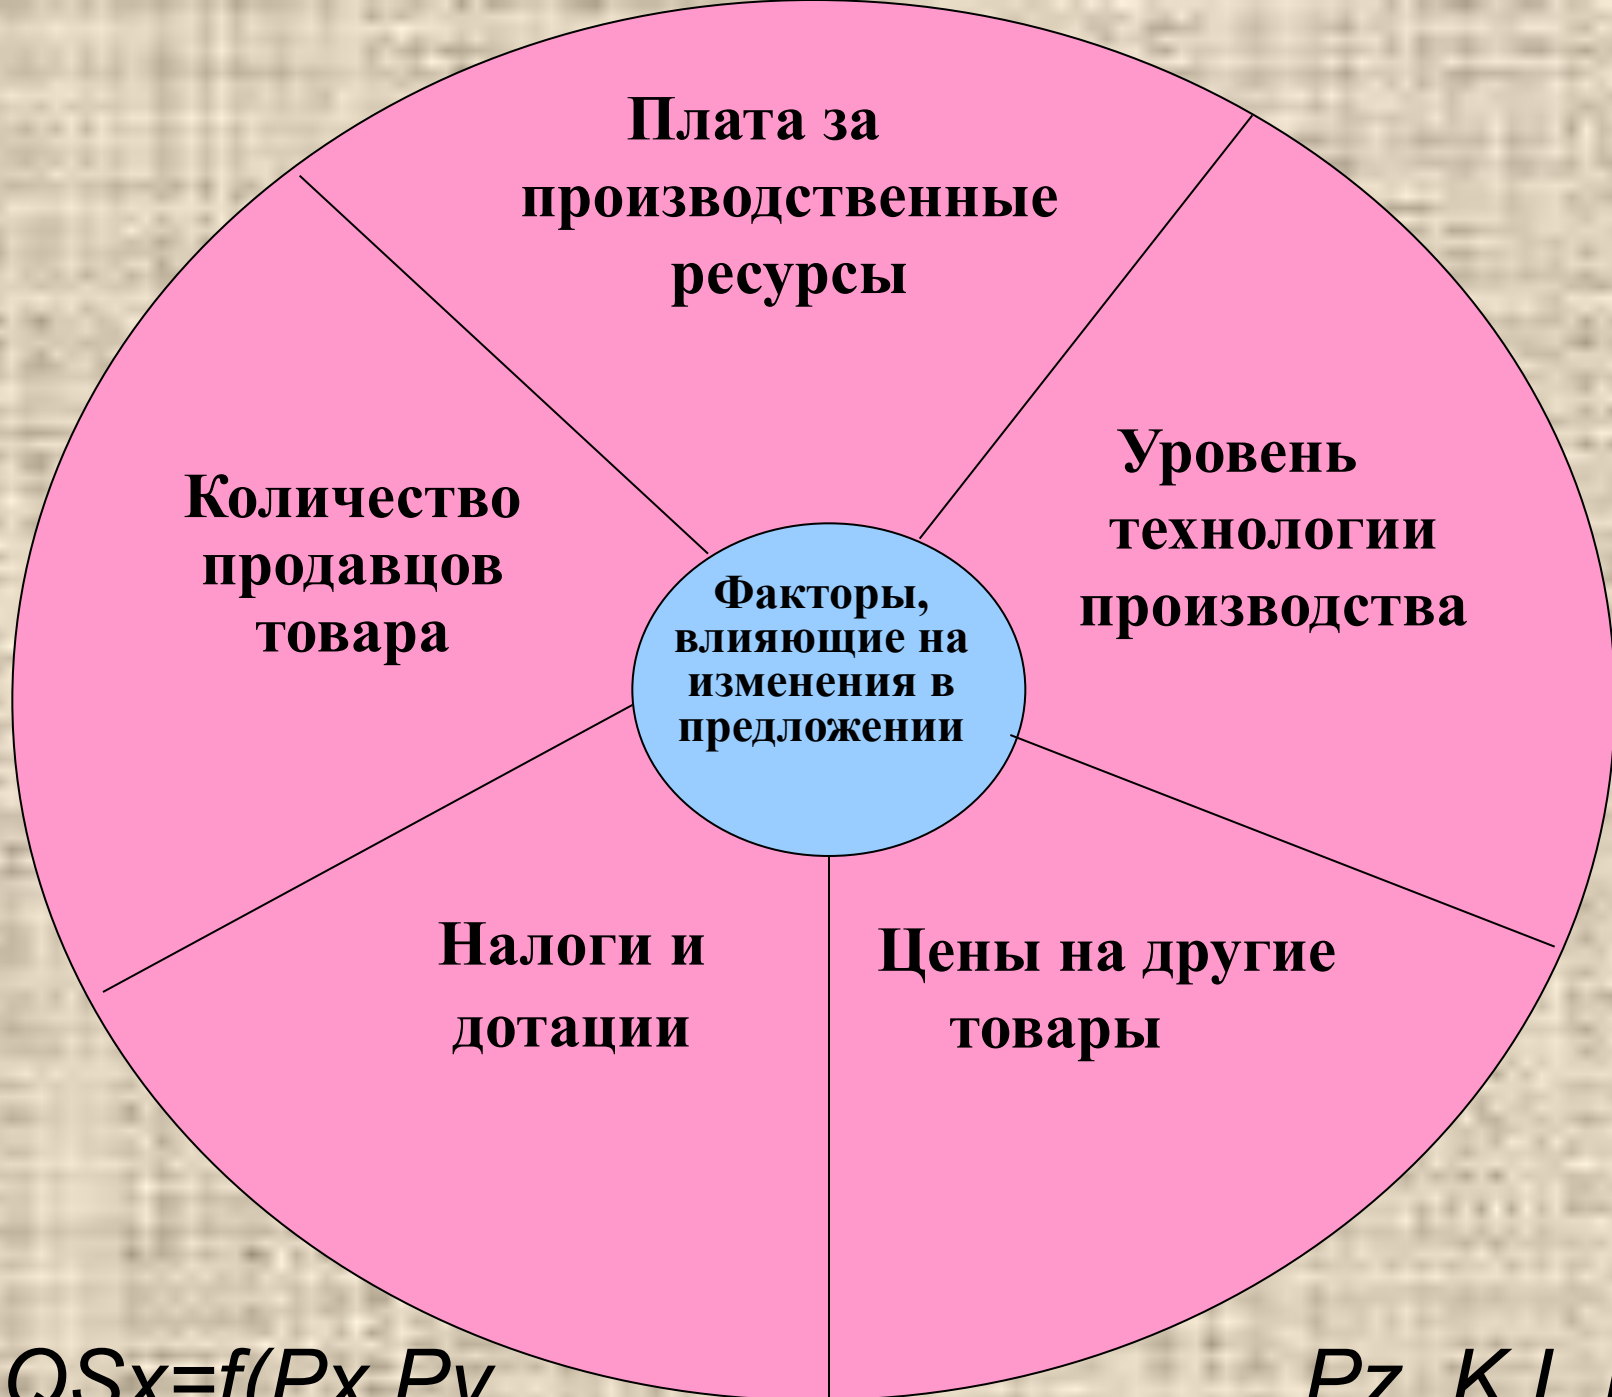 Плата за
производственные
ресурсы
Уровень
технологии
производства
Количество
продавцов
товара
Факторы,
влияющие на
изменения в
предложении
Налоги и
дотации
Цены на другие
товары
QSx=f(Px,Py Pz, K,L,